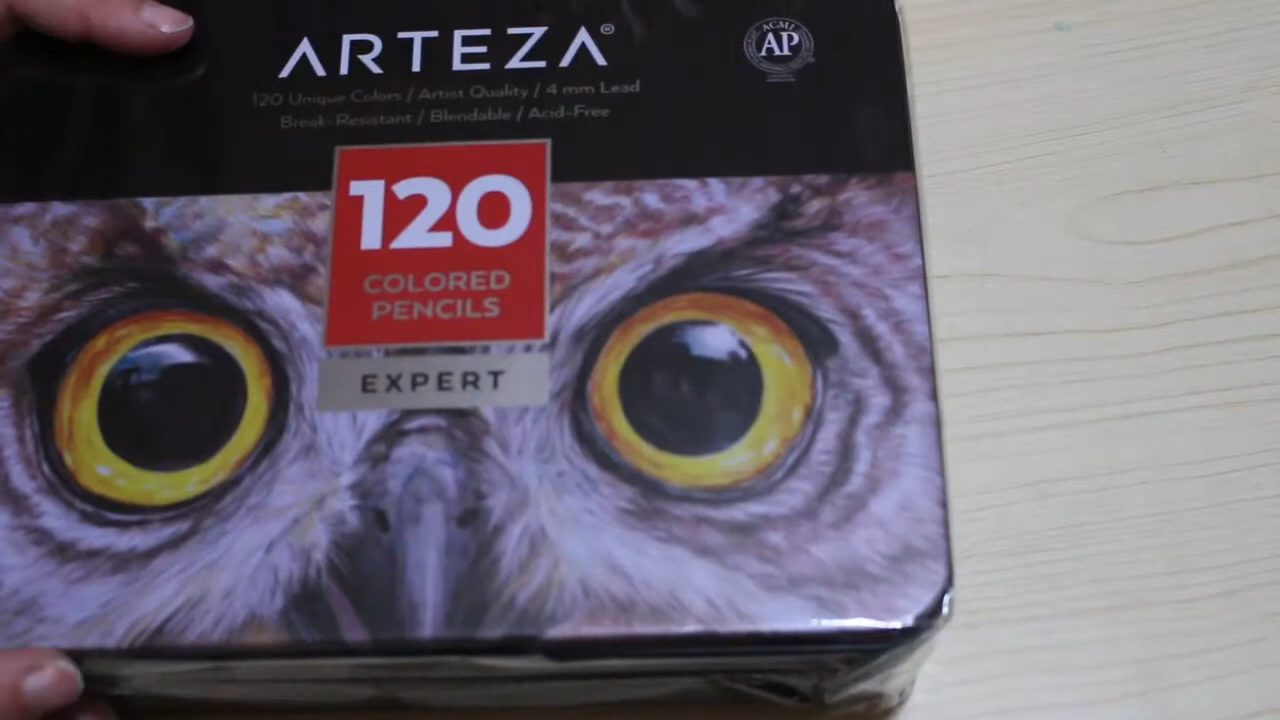 ARTEZA®
120 Unique Colors / Artist Quality / 4 mm Lead
Break-Resistant / Blendable / Acid-Free
ACMI
AP
120
COLORED
PENCILS
EXPERT